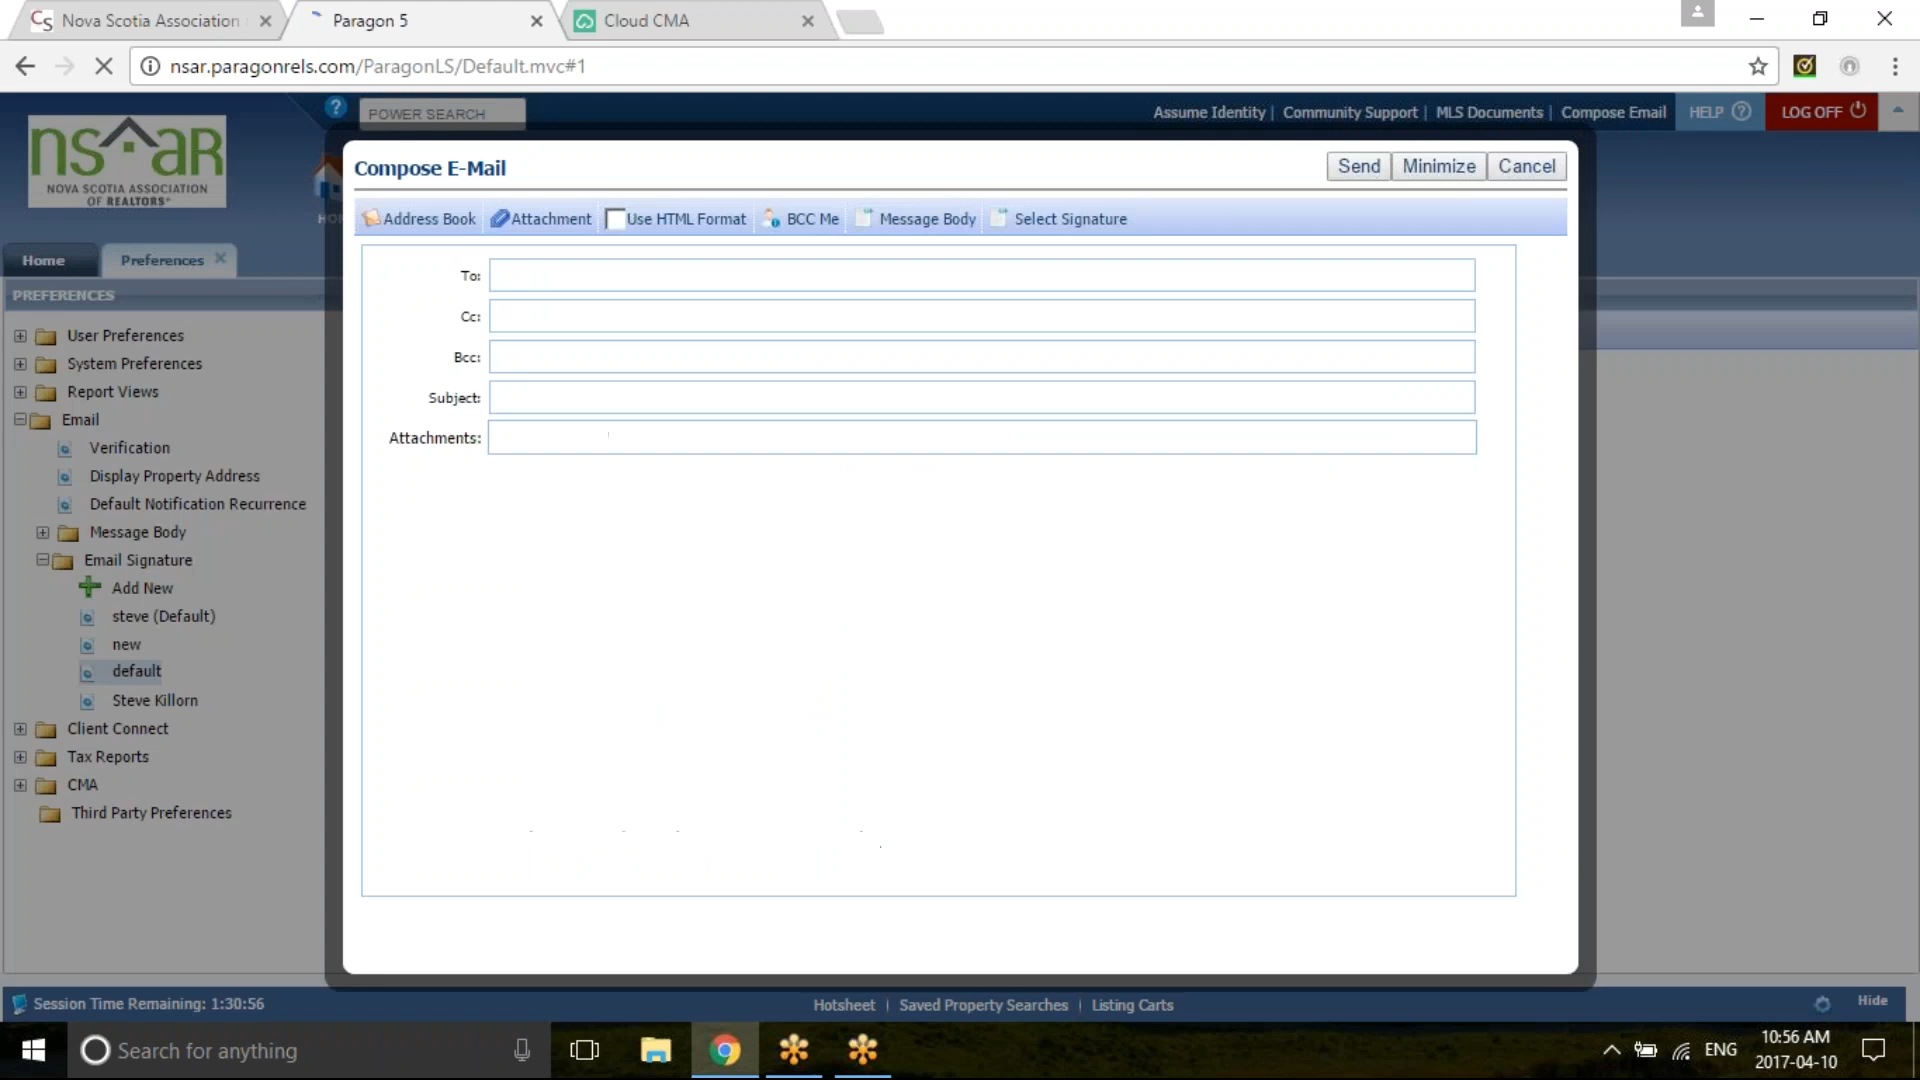 Nova Scotia Association
Paragon 5
Cloud CMA
nsar.paragonrels.com/ParagonLS/Default.mvc#1
nsaR
NOVA SCOTIA ASSOCIATION
OF REALTORS®
POWER SEARCH
Assume Identity | Community Support | MLS Documents | Compose Email
HELP
LOG OFF
Compose E-Mail
Send
Minimize
Cancel
Address Book
Attachment
Use HTML Format
BCC Me
Message Body
Select Signature
To:
Cc:
Bcc:
Subject:
Attachments:
Home
Preferences
PREFERENCES
User Preferences
System Preferences
Report Views
Email
Verification
Display Property Address
Default Notification Recurrence
Message Body
Email Signature
Add New
steve (Default)
new
default
Steve Killorn
Client Connect
Tax Reports
CMA
Third Party Preferences
Session Time Remaining: 1:30:56
Hotsheet | Saved Property Searches | Listing Carts
Hide
Search for anything
ENG
10:56 AM
2017-04-10